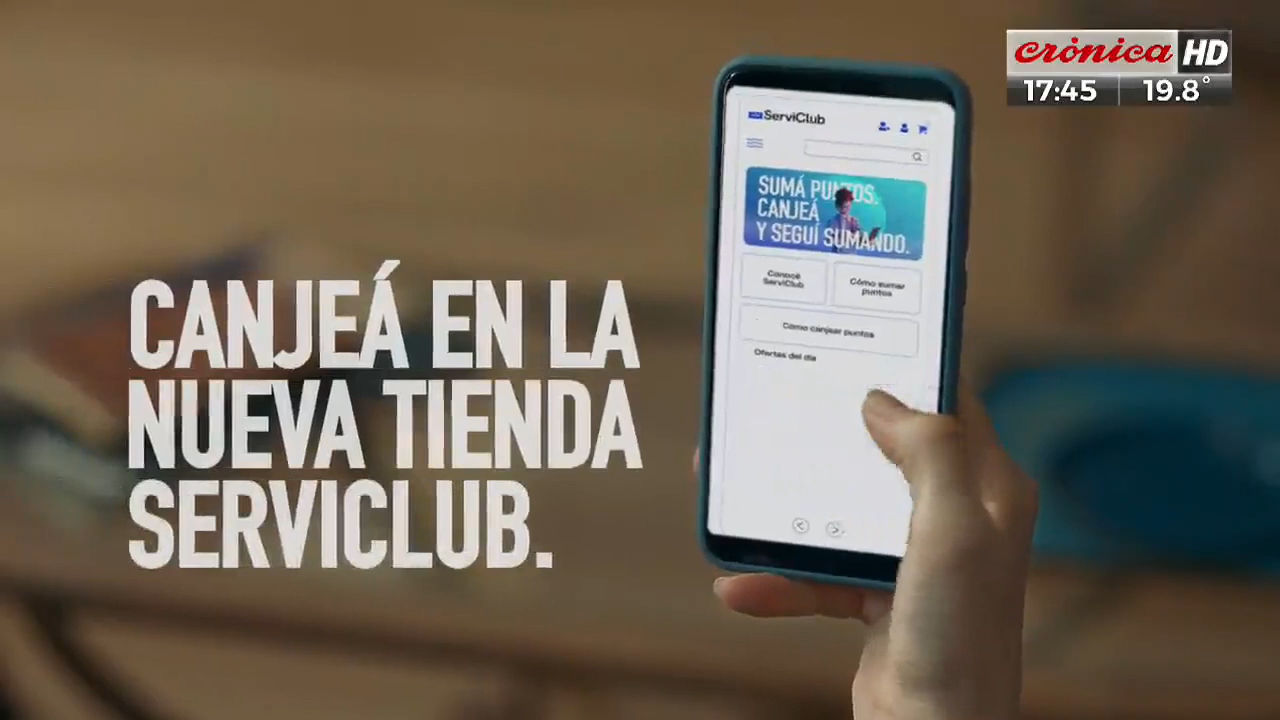 crónica HD
17:45 19.8°
CANJEÁ EN LA
NUEVA TIENDA
SERVICLUB.
ServiClub
SUMÁ PUNTOS.
CANJEÁ
Y SEGUÍ SUMANDO.
Conocé
ServiClub
Cómo sumar
puntos
Cómo canjear puntos
Ofertas del día